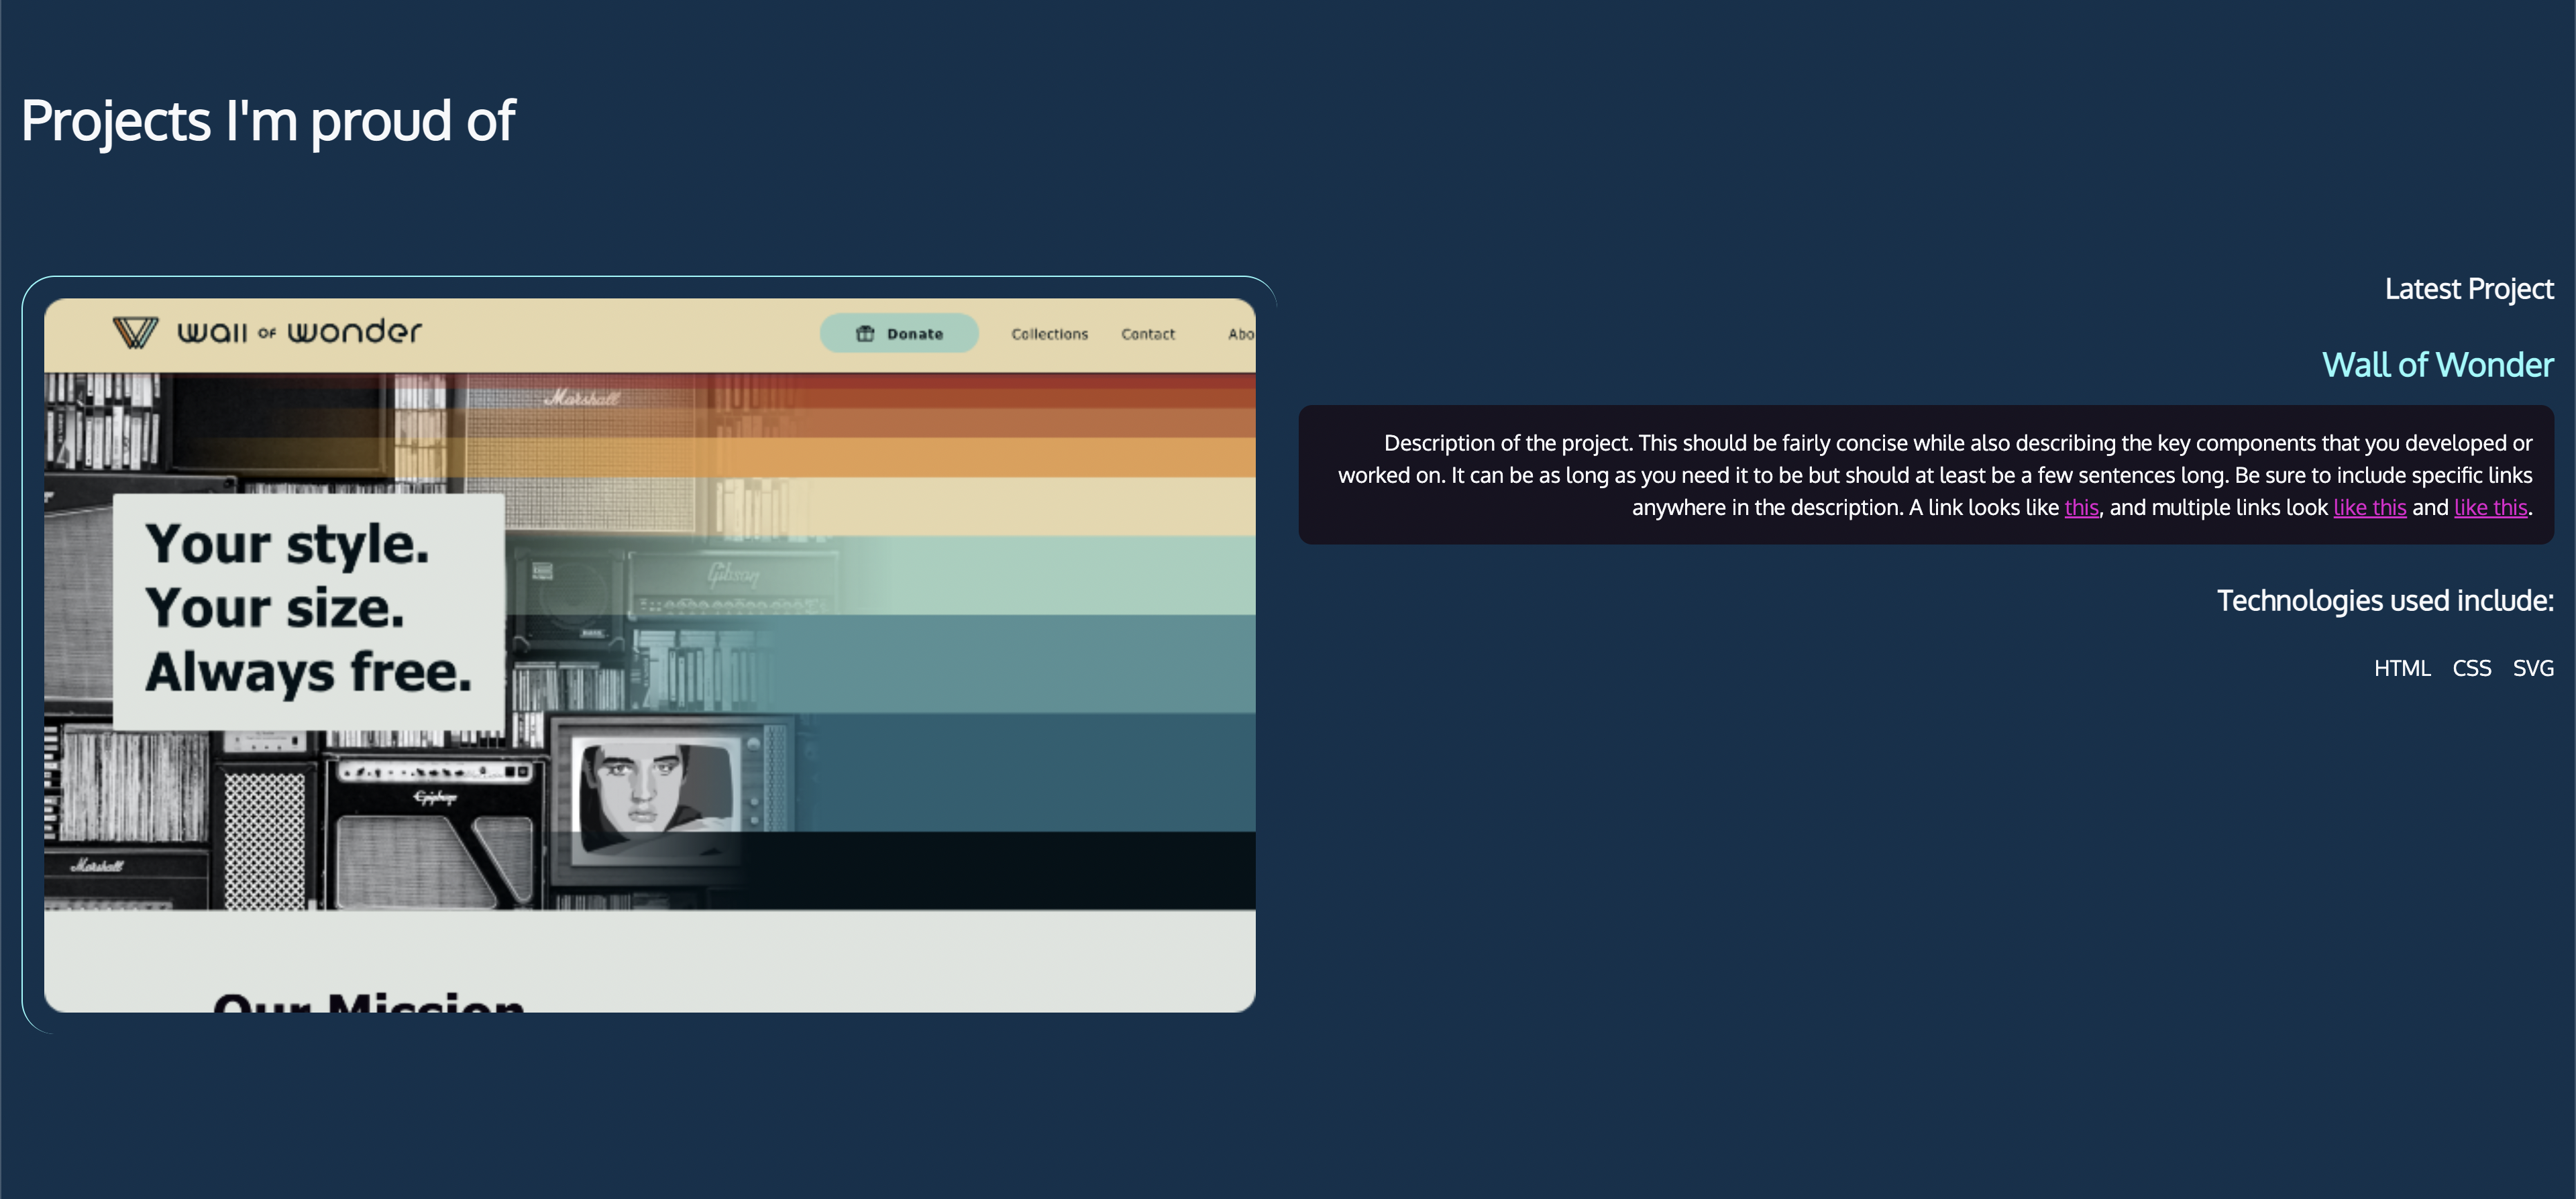 Projects I'm proud of
wall OF wonder
Donate
Collections
Contact
Abo
Marshall
Gibson
Your style.
Your size.
Always free.
Epiphone
Marshall
Our Mission
Latest Project
Wall of Wonder
Description of the project. This should be fairly concise while also describing the key components that you developed or
worked on. It can be as long as you need it to be but should at least be a few sentences long. Be sure to include specific links
anywhere in the description. A link looks like this, and multiple links look like this and like this.
Technologies used include:
HTML CSS SVG